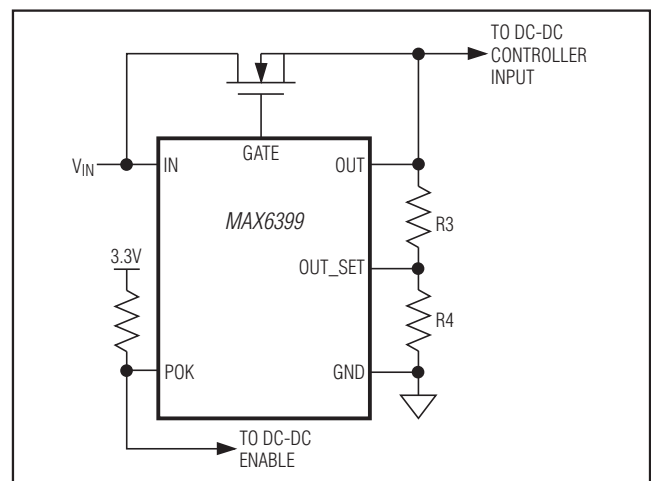 TO DC-DC
CONTROLLER
INPUT
GATE
VIN
IN
OUT
MAX6399
R3
3.3V
OUT_SET
R4
POK
GND
TO DC-DC
ENABLE